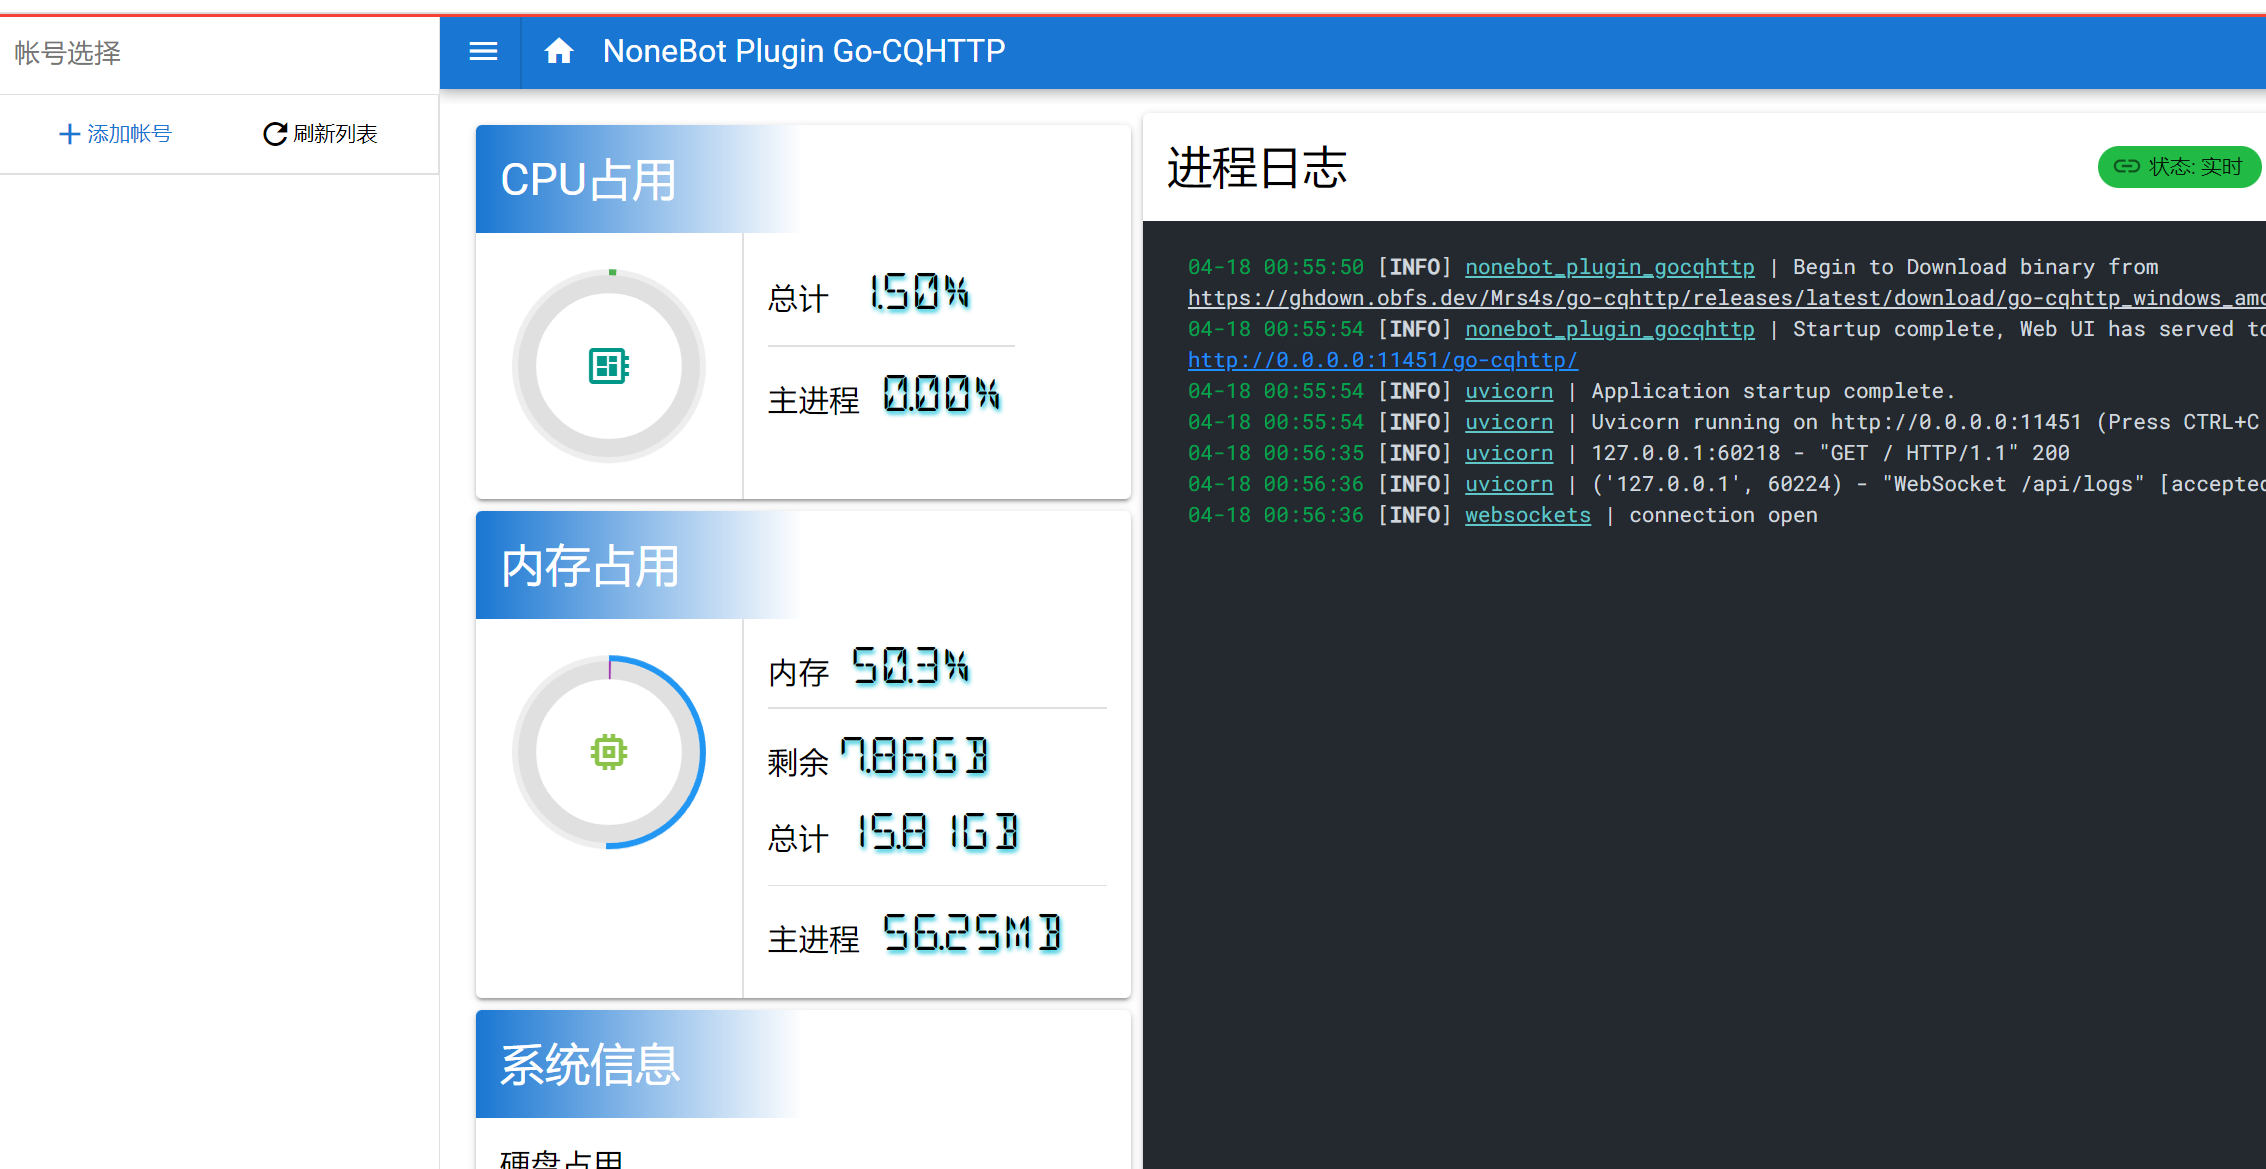 帐号选择
添加帐号
刷新列表
NoneBot Plugin Go-CQHTTP
CPU占用
总计 1.50%
主进程 0.00%
内存占用
内存 50.3%
剩余 7.86GB
总计 15.81GB
主进程 56.25MB
系统信息
硬盘占用
进程日志
状态: 实时
04-18 00:55:50 [INFO] nonebot_plugin_gocqhttp | Begin to Download binary from
https://ghdown.obfs.dev/Mrs4s/go-cqhttp/releases/latest/download/go-cqhttp_windows_amd
04-18 00:55:54 [INFO] nonebot_plugin_gocqhttp | Startup complete, Web UI has served to
http://0.0.0.0:11451/go-cqhttp/
04-18 00:55:54 [INFO] uvicorn | Application startup complete.
04-18 00:55:54 [INFO] uvicorn | Uvicorn running on http://0.0.0.0:11451 (Press CTRL+C
04-18 00:56:35 [INFO] uvicorn | 127.0.0.1:60218 - "GET / HTTP/1.1" 200
04-18 00:56:36 [INFO] uvicorn | ('127.0.0.1', 60224) - "WebSocket /api/logs" [accepted
04-18 00:56:36 [INFO] websockets | connection open